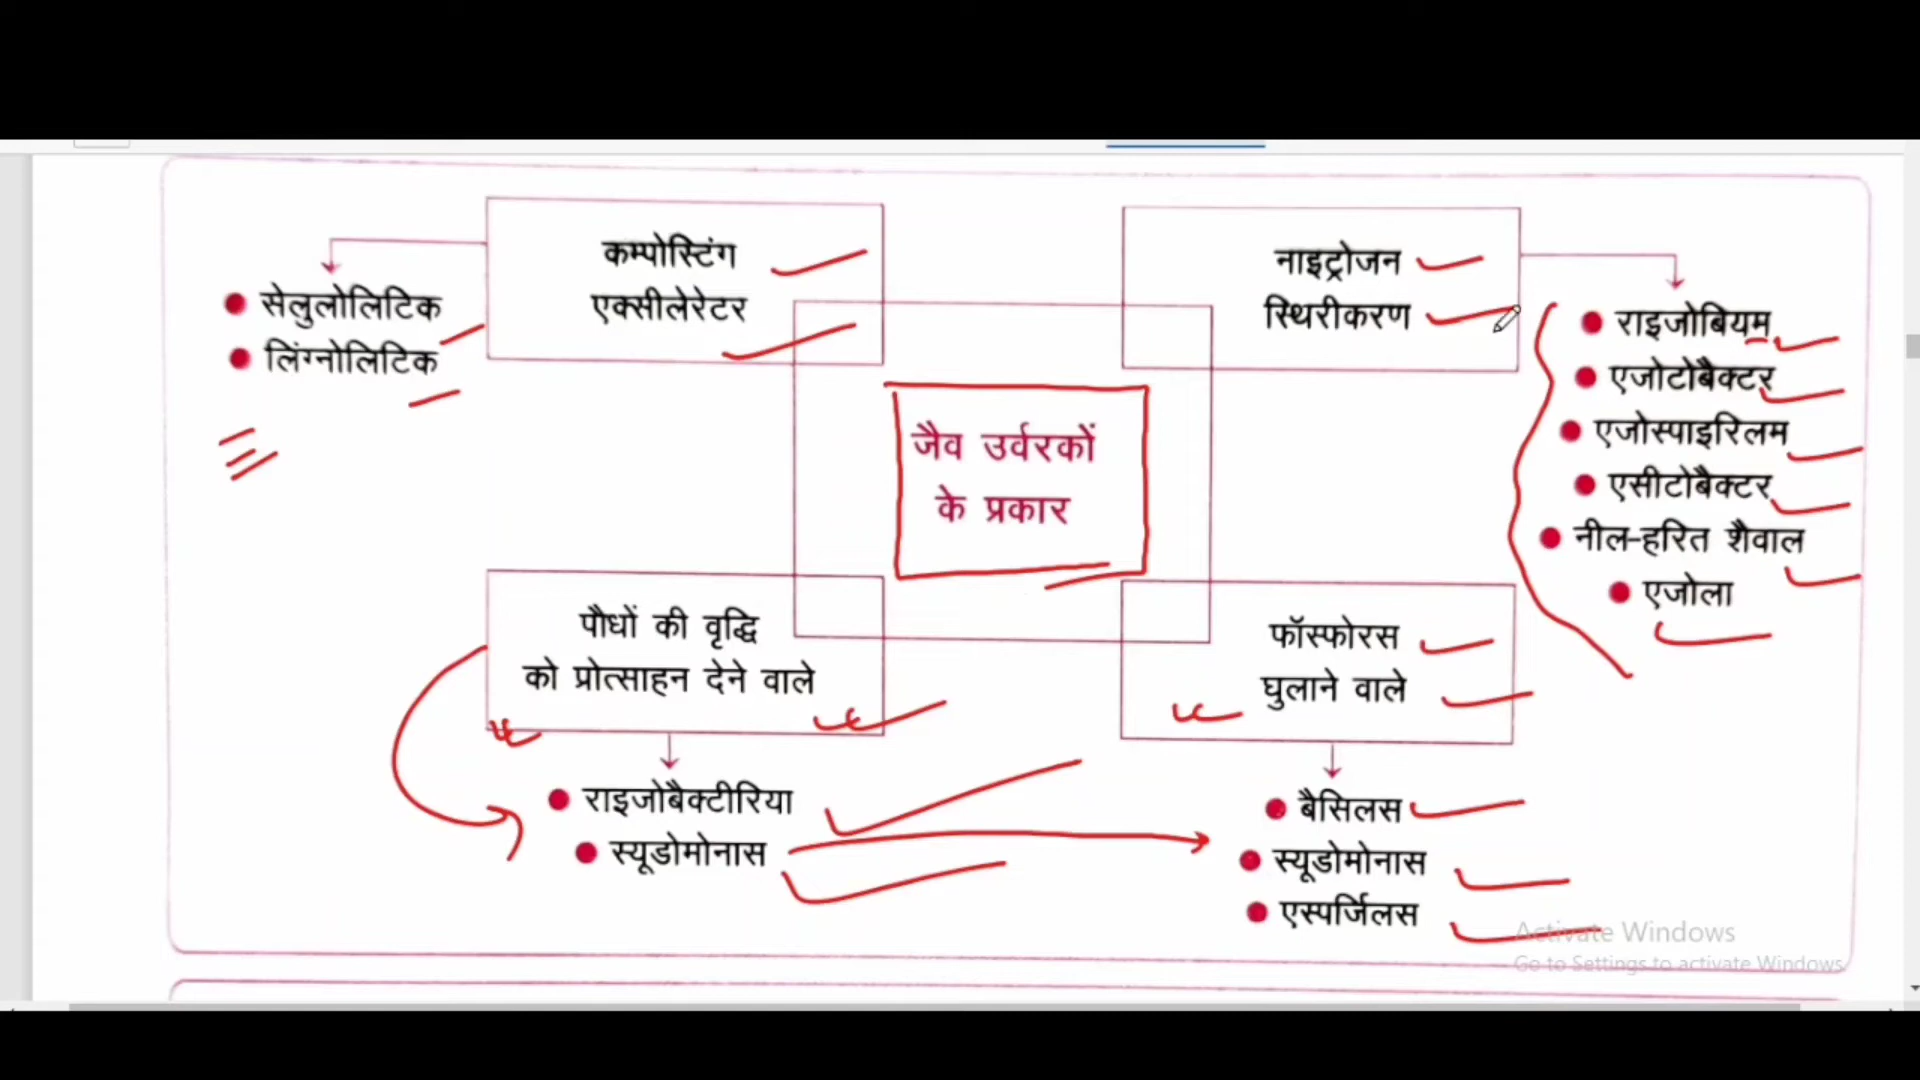 कम्पोस्टिंग
एक्सीलेरेटर
सेलुलोलिटिक
लिंग्नोलिटिक
नाइट्रोजन
स्थिरीकरण
राइजोबियम
एजोटोबैक्टर
एजोस्पाइरिलम
एसीटोबैक्टर
नील-हरित शैवाल
एजोला
जैव उर्वरकों
के प्रकार
पौधों की वृद्धि
को प्रोत्साहन देने वाले
राइजोबैक्टीरिया
स्यूडोमोनास
फॉस्फोरस
घुलाने वाले
बैसिलस
स्यूडोमोनास
एस्पर्जिलस
Activate Windows
Go to Settings to activate Windows.